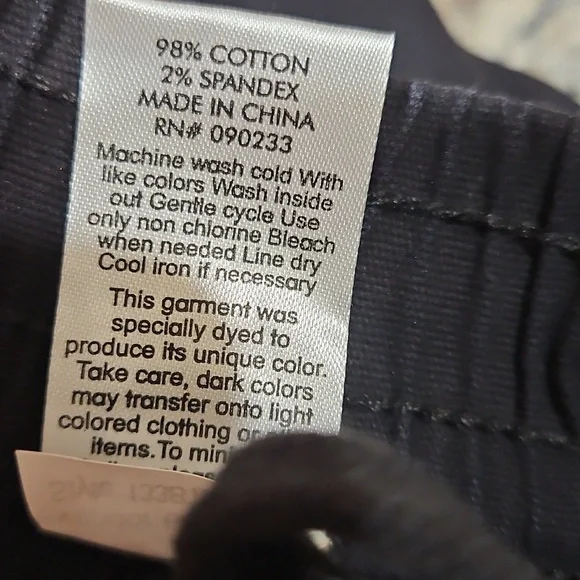 98% COTTON
2% SPANDEX
MADE IN CHINA
RN# 090233
Machine wash cold With
like colors Wash inside
out Gentle cycle Use
only non chlorine Bleach
when needed Line dry
Cool iron if necessary
This garment was
specially dyed to
produce its unique color.
Take care, dark colors
may transfer onto light
colored clothing or
items. To mini